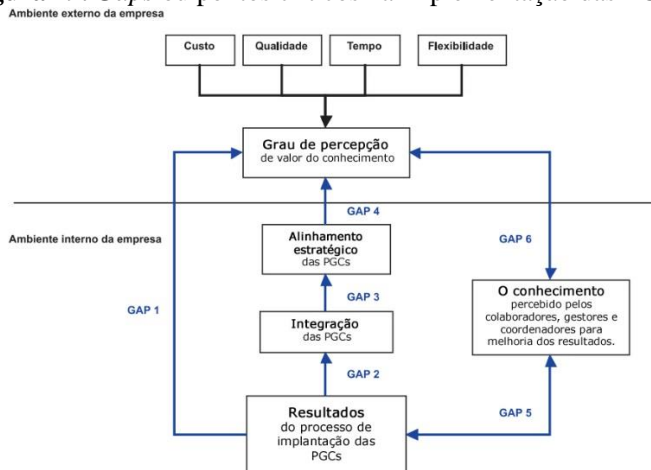 Ambiente externo da empresa
Custo
Qualidade
Tempo
Flexibilidade
Grau de percepção
de valor do conhecimento
GAP 4
Ambiente interno da empresa
GAP 6
Alinhamento
estratégico
das PGCs
GAP 1
GAP 3
O conhecimento
percebido pelos
colaboradores, gestores e
coordenadores para
melhoria dos resultados.
Integração
das PGCs
GAP 2
Resultados
do processo de
implantação das
PGCs
GAP 5